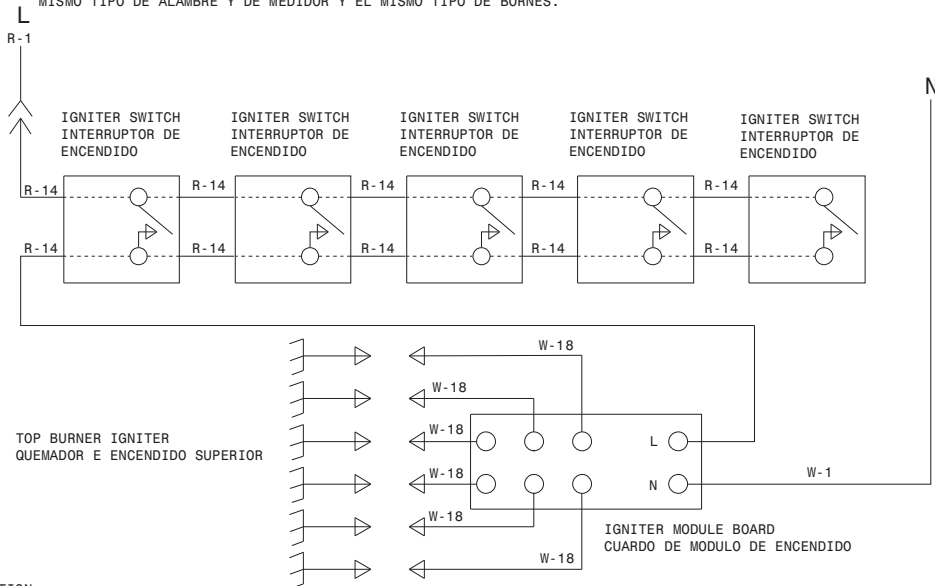 MISMO TIPO DE ALAMBRE Y DE MEDIDOR Y EL MISMO TIPO DE BORNES.
L
R-1
N
IGNITER SWITCH
INTERRUPTOR DE
ENCENDIDO
IGNITER SWITCH
INTERRUPTOR DE
ENCENDIDO
IGNITER SWITCH
INTERRUPTOR DE
ENCENDIDO
IGNITER SWITCH
INTERRUPTOR DE
ENCENDIDO
IGNITER SWITCH
INTERRUPTOR DE
ENCENDIDO
R-14
R-14
R-14
R-14
R-14
R-14
R-14
R-14
R-14
R-14
W-18
W-18
W-18
W-18
W-18
W-18
TOP BURNER IGNITER
QUEMADOR E ENCENDIDO SUPERIOR
L
N
W-1
IGNITER MODULE BOARD
CUARDO DE MODULO DE ENCENDIDO